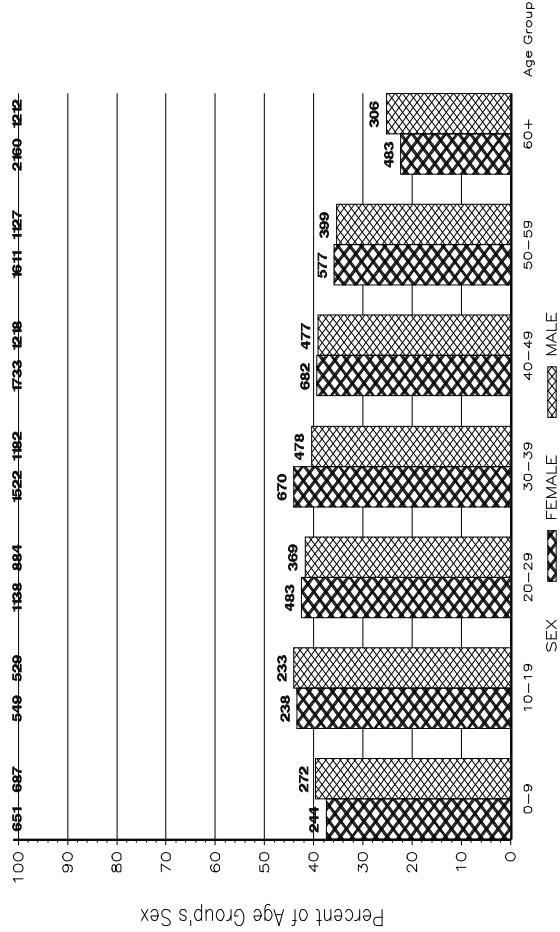 Percent of Age Group's Sex
100
90
80
70
60
50
40
30
20
10
0
651 687 549 529 1138 884 1522 1182 1733 1218 1611 1127 2160 1212
244 272 238 233 483 369 670 478 682 477 577 399 483 306
0-9 10-19 20-29 30-39 40-49 50-59 60+ Age Group
SEX FEMALE MALE